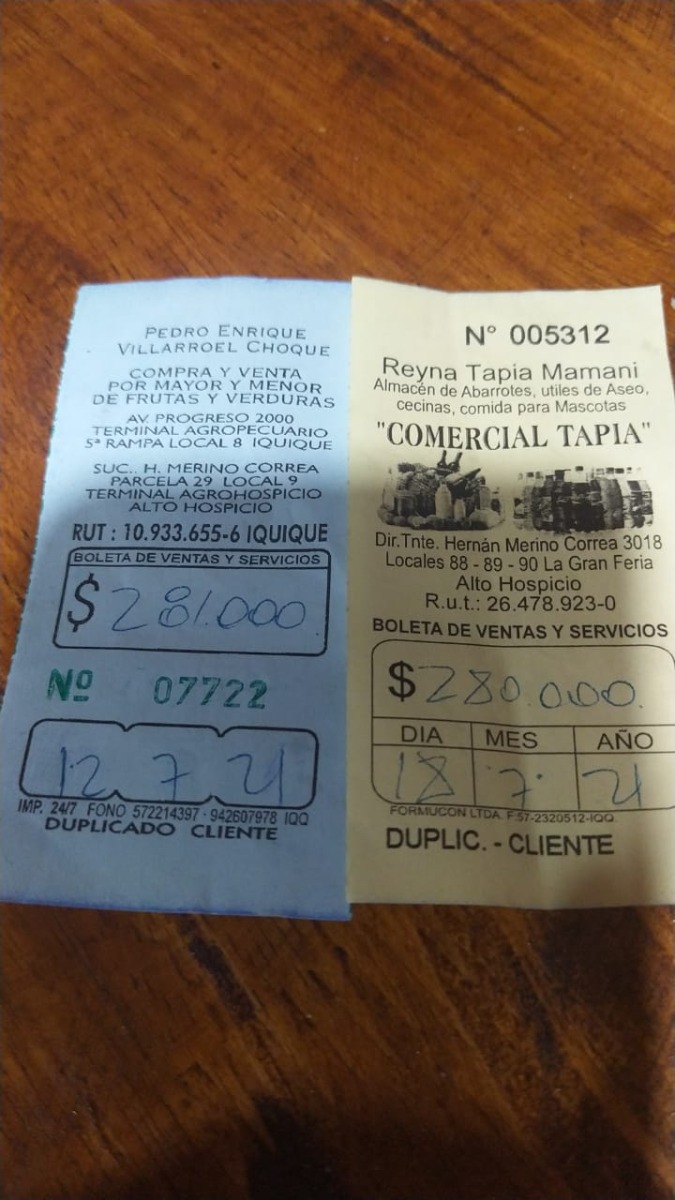 PEDRO ENRIQUE
VILLARROEL CHOQUE
COMPRA Y VENTA
POR MAYOR Y MENOR
DE FRUTAS Y VERDURAS
AV. PROGRESO 2000
TERMINAL AGROPECUARIO
5ª RAMPA LOCAL 8 IQUIQUE
SUC.. H. MERINO CORREA
PARCELA 29 LOCAL 9
TERMINAL AGROHOSPICIO
ALTO HOSPICIO
RUT : 10.933.655-6 IQUIQUE
BOLETA DE VENTAS Y SERVICIOS
$ 281.000
Nº 07722
12 7 21
IMP. 24/7 FONO 572214397 - 942607978 IQQ
DUPLICADO CLIENTE
N° 005312
Reyna Tapia Mamani
Almacén de Abarrotes, utiles de Aseo,
cecinas, comida para Mascotas
"COMERCIAL TAPIA"
Dir.Tnte. Hernán Merino Correa 3018
Locales 88 - 89 - 90 La Gran Feria
Alto Hospicio
R.u.t.: 26.478.923-0
BOLETA DE VENTAS Y SERVICIOS
$ 280.000.
DIA MES AÑO
18 7 21
FORMUCON LTDA. F.57-2320512-IQQ
DUPLIC. - CLIENTE